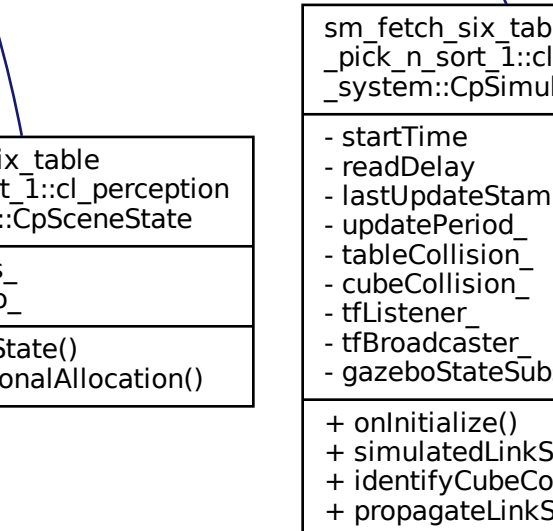 ix_table
t_1::cl_perception
::CpSceneState
s_
o_
State()
onalAllocation()
sm_fetch_six_tab
_pick_n_sort_1::cl
_system::CpSimul
- startTime
- readDelay
- lastUpdateStam
- updatePeriod_
- tableCollision_
- cubeCollision_
- tfListener_
- tfBroadcaster_
- gazeboStateSub
+ onInitialize()
+ simulatedLinkS
+ identifyCubeCo
+ propagateLinkS